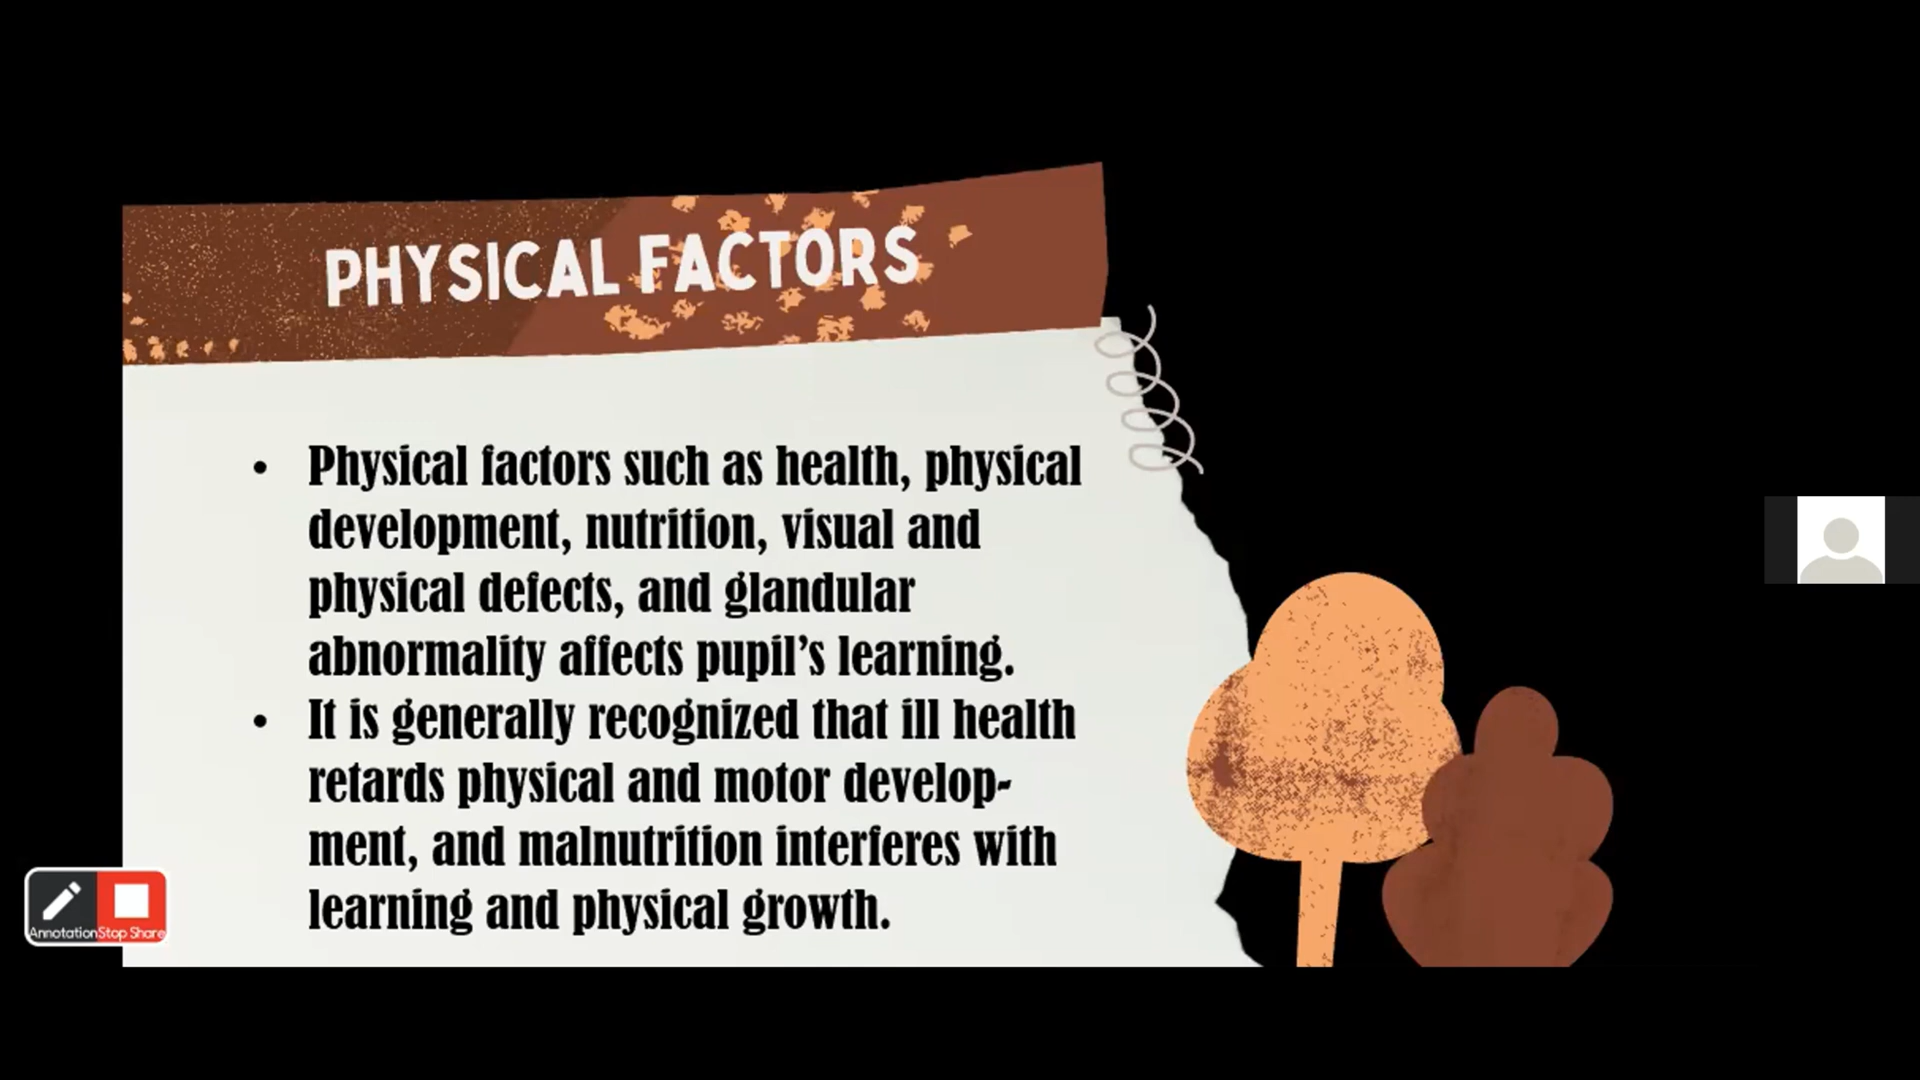 PHYSICAL FACTORS
• Physical factors such as health, physical
development, nutrition, visual and
physical defects, and glandular
abnormality affects pupil’s learning.
• It is generally recognized that ill health
retards physical and motor develop-
ment, and malnutrition interferes with
learning and physical growth.
Annotation Stop Share